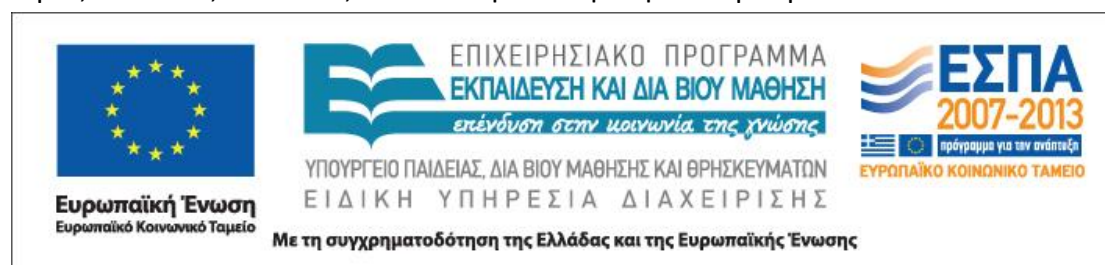 ΕΠΙΧΕΙΡΗΣΙΑΚΟ ΠΡΟΓΡΑΜΜΑ
ΕΚΠΑΙΔΕΥΣΗ ΚΑΙ ΔΙΑ ΒΙΟΥ ΜΑΘΗΣΗ
επένδυση στην κοινωνία της γνώσης
ΥΠΟΥΡΓΕΙΟ ΠΑΙΔΕΙΑΣ, ΔΙΑ ΒΙΟΥ ΜΑΘΗΣΗΣ ΚΑΙ ΘΡΗΣΚΕΥΜΑΤΩΝ
ΕΙΔΙΚΗ ΥΠΗΡΕΣΙΑ ΔΙΑΧΕΙΡΙΣΗΣ
Ευρωπαϊκή Ένωση
Ευρωπαϊκό Κοινωνικό Ταμείο
ΕΣΠΑ
2007-2013
πρόγραμμα για την ανάπτυξη
ΕΥΡΩΠΑΪΚΟ ΚΟΙΝΩΝΙΚΟ ΤΑΜΕΙΟ
Με τη συγχρηματοδότηση της Ελλάδας και της Ευρωπαϊκής Ένωσης